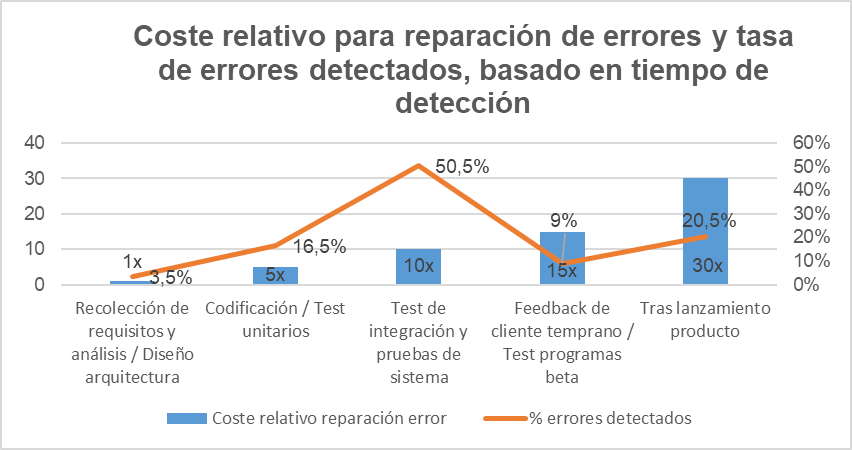 Coste relativo para reparación de errores y tasa
de errores detectados, basado en tiempo de
detección
40
30
20
10
0
60%
50%
40%
30%
20%
10%
0%
1x
3,5%
5x
16,5%
10x
50,5%
15x
9%
30x
20,5%
Recolección de
requisitos y
análisis / Diseño
arquitectura
Codificación / Test
unitarios
Test de
integración y
pruebas de
sistema
Feedback de
cliente temprano /
Test programas
beta
Tras lanzamiento
producto
Coste relativo reparación error
% errores detectados